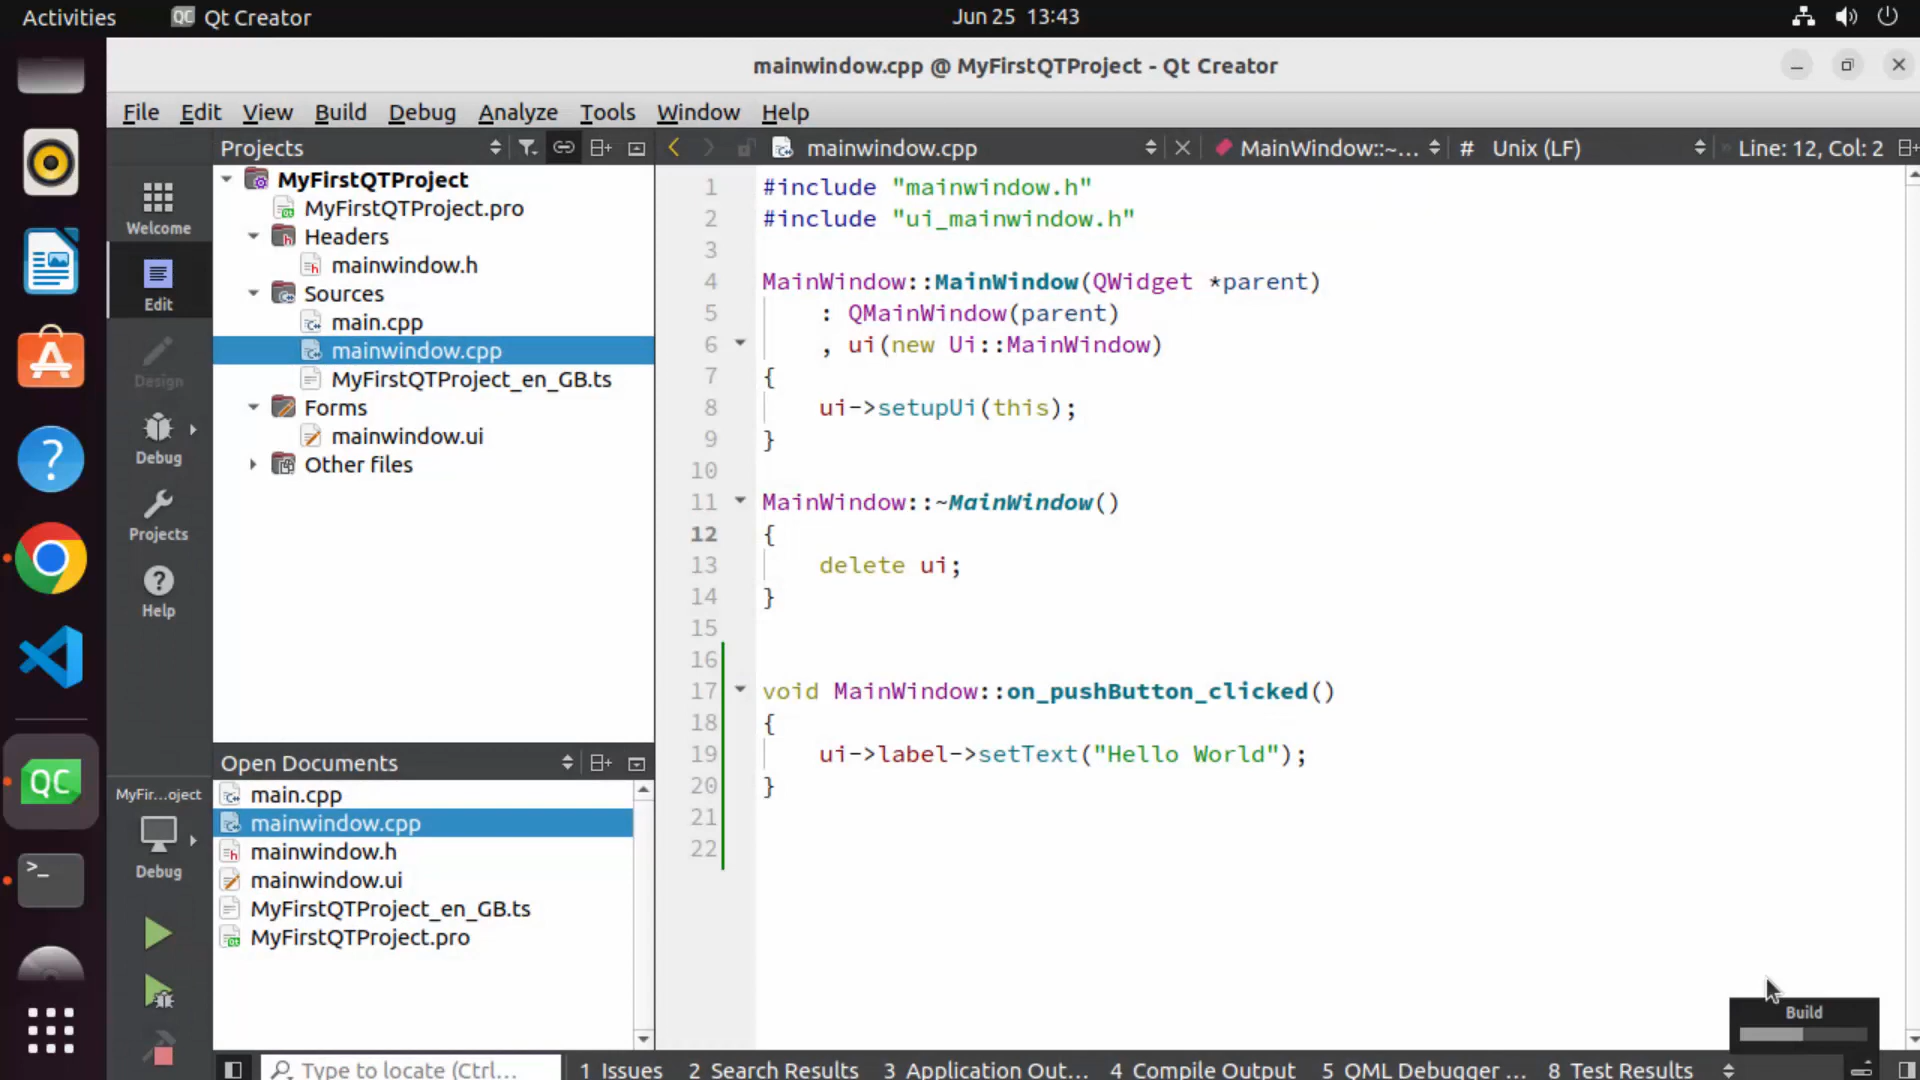 Activities Qt Creator Jun 25 13:43
mainwindow.cpp @ MyFirstQTProject - Qt Creator
File Edit View Build Debug Analyze Tools Window Help
Projects mainwindow.cpp MainWindow::~... # Unix (LF) Line: 12, Col: 2
Welcome
Edit
Design
Debug
Projects
Help
MyFir...oject
Debug
MyFirstQTProject
MyFirstQTProject.pro
Headers
mainwindow.h
Sources
main.cpp
mainwindow.cpp
MyFirstQTProject_en_GB.ts
Forms
mainwindow.ui
Other files
Open Documents
main.cpp
mainwindow.cpp
mainwindow.h
mainwindow.ui
MyFirstQTProject_en_GB.ts
MyFirstQTProject.pro
1 #include "mainwindow.h"
2 #include "ui_mainwindow.h"
3
4 MainWindow::MainWindow(QWidget *parent)
5 : QMainWindow(parent)
6 , ui(new Ui::MainWindow)
7 {
8 ui->setupUi(this);
9 }
10
11 MainWindow::~MainWindow()
12 {
13 delete ui;
14 }
15
16
17 void MainWindow::on_pushButton_clicked()
18 {
19 ui->label->setText("Hello World");
20 }
21
22
Build
Type to locate (Ctrl... 1 Issues 2 Search Results 3 Application Out... 4 Compile Output 5 QML Debugger ... 8 Test Results